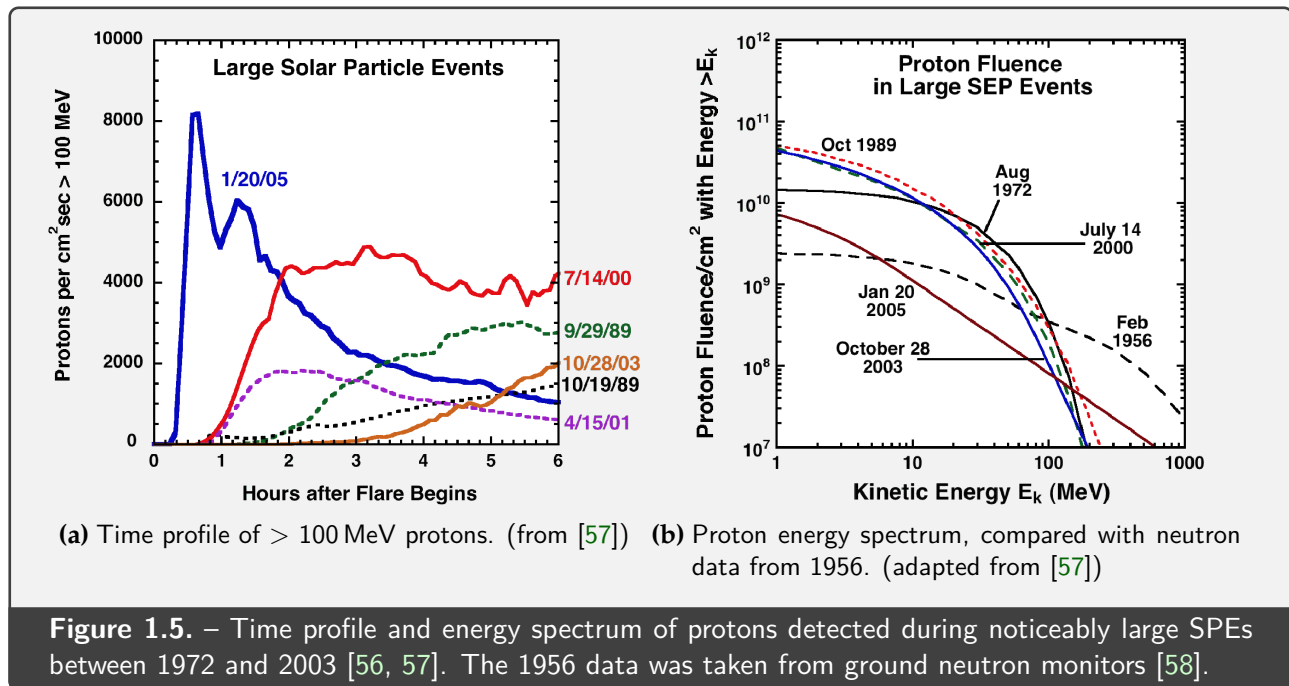 Large Solar Particle Events
Protons per cm²sec > 100 MeV
10000
8000
6000
4000
2000
0
1/20/05
7/14/00
9/29/89
10/28/03
10/19/89
4/15/01
0 1 2 3 4 5 6
Hours after Flare Begins
(a) Time profile of > 100 MeV protons. (from [57])
Proton Fluence
in Large SEP Events
Proton Fluence/cm² with Energy >Eₖ
10¹²
10¹¹
10¹⁰
10⁹
10⁸
10⁷
Oct 1989
Aug
1972
July 14
2000
Jan 20
2005
Feb
1956
October 28
2003
1 10 100 1000
Kinetic Energy Eₖ (MeV)
(b) Proton energy spectrum, compared with neutron
data from 1956. (adapted from [57])
Figure 1.5. – Time profile and energy spectrum of protons detected during noticeably large SPEs
between 1972 and 2003 [56, 57]. The 1956 data was taken from ground neutron monitors [58].